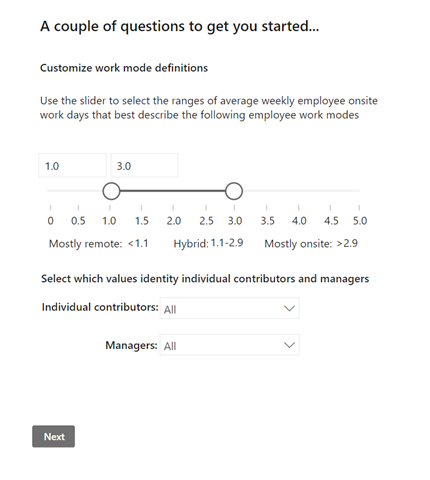 A couple of questions to get you started...
Customize work mode definitions
Use the slider to select the ranges of average weekly employee onsite
work days that best describe the following employee work modes
1.0 3.0
0 0.5 1.0 1.5 2.0 2.5 3.0 3.5 4.0 4.5 5.0
Mostly remote: <1.1 Hybrid: 1.1-2.9 Mostly onsite: >2.9
Select which values identity individual contributors and managers
Individual contributors: All
Managers: All
Next